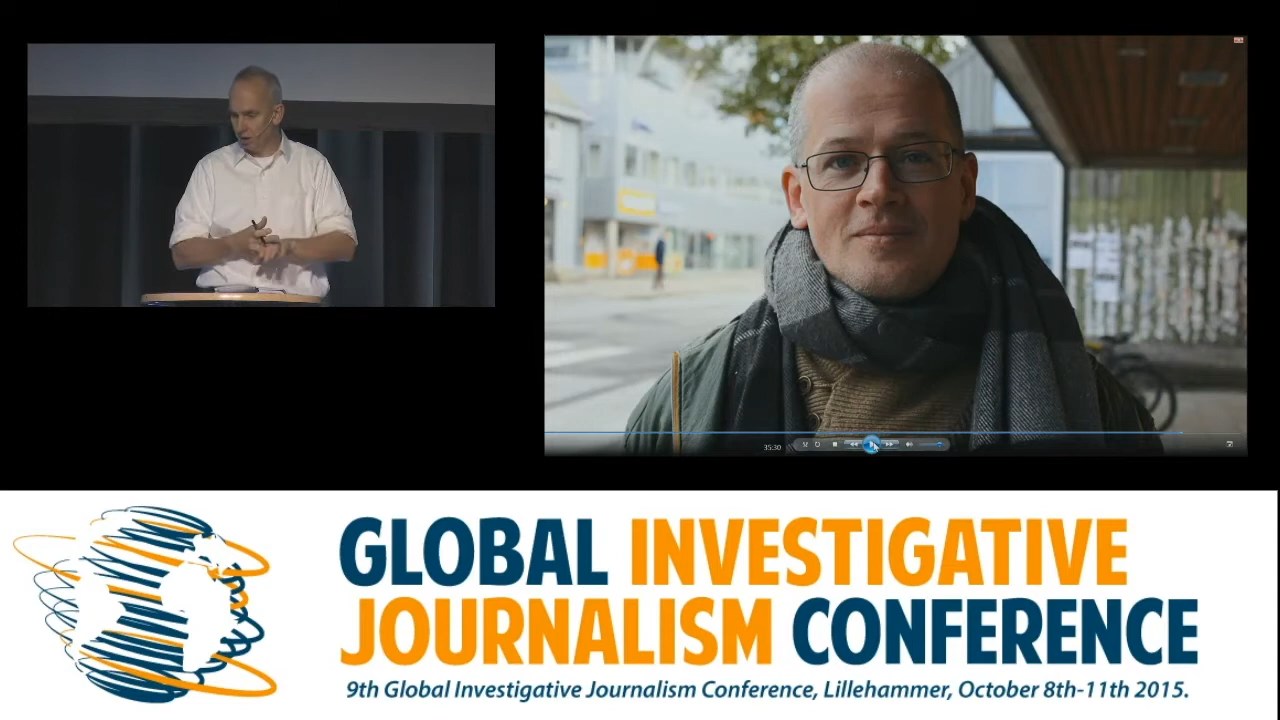 35:30
GLOBAL INVESTIGATIVE
JOURNALISM CONFERENCE
9th Global Investigative Journalism Conference, Lillehammer, October 8th-11th 2015.